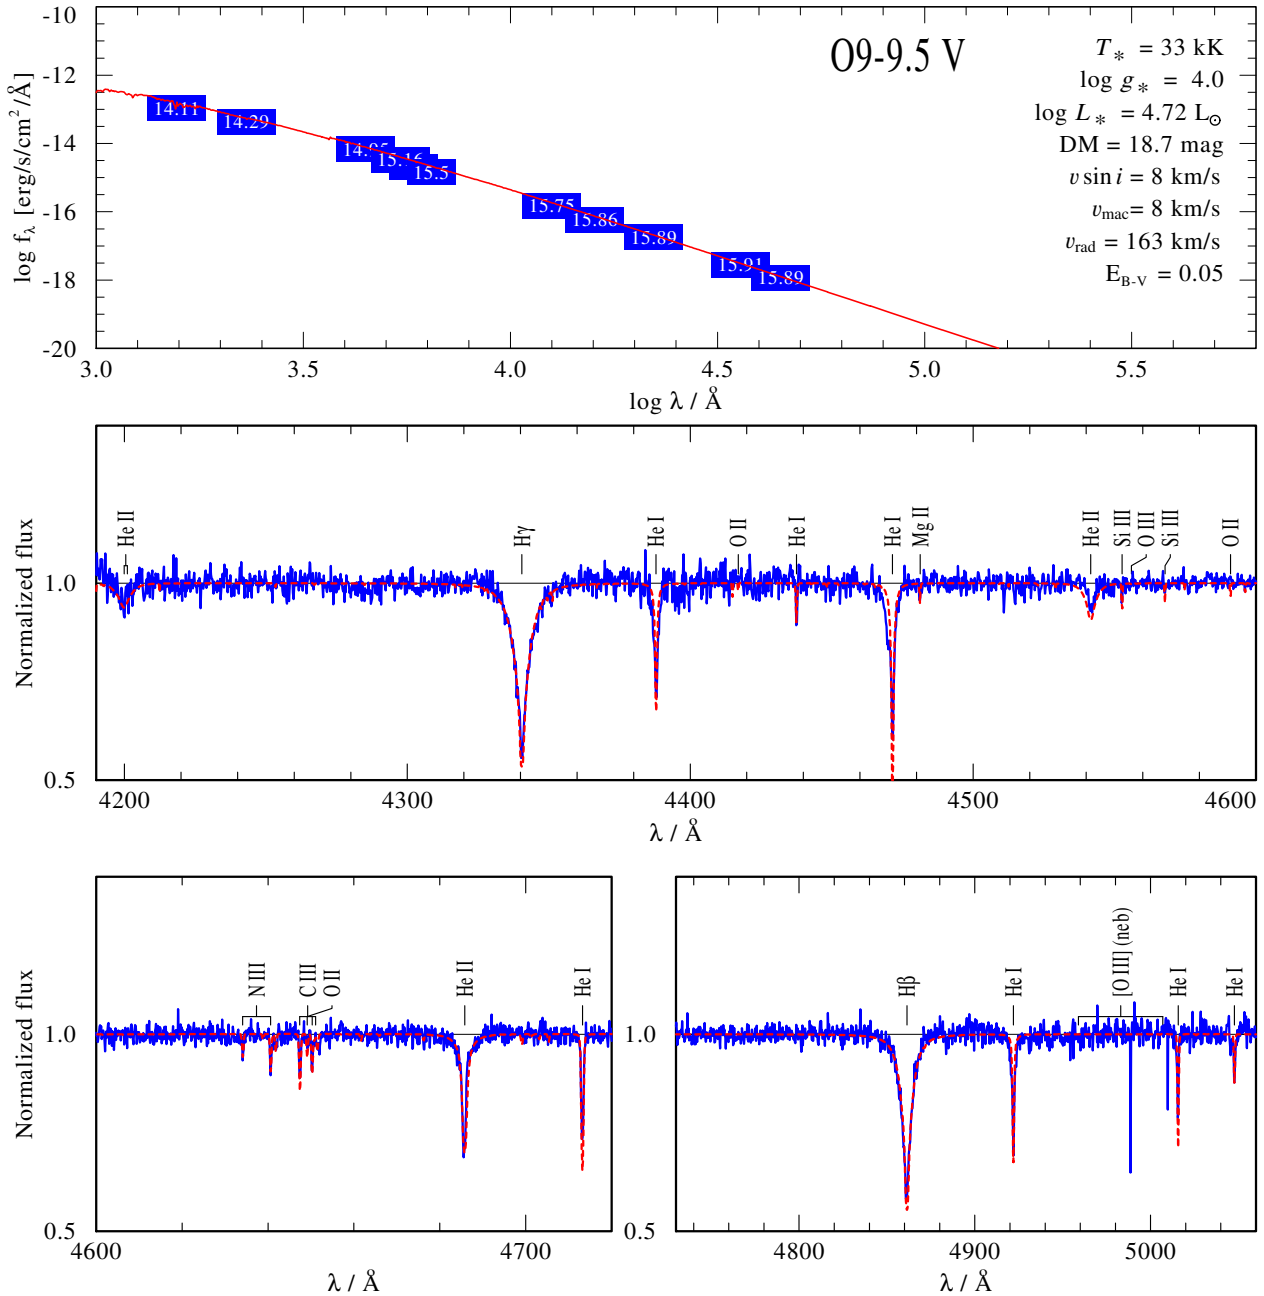 O9-9.5 V
T* = 33 kK
log g* = 4.0
log L* = 4.72 L⊙
DM = 18.7 mag
v sin i = 8 km/s
vmac= 8 km/s
vrad = 163 km/s
EB-V = 0.05
log fλ [erg/s/cm²/Å]
-10
-12
-14
-16
-18
-20
14.11
14.29
15.5
15.75
15.86
15.89
15.91
15.89
3.0 3.5 4.0 4.5 5.0 5.5
log λ / Å
Normalized flux
1.0
0.5
He II
Hγ
He I
O II
He I
He I
Mg II
He II
Si III
O III
Si III
O II
4200 4300 4400 4500 4600
λ / Å
Normalized flux
1.0
0.5
N III
C III
O II
He II
He I
4600 4700
λ / Å
1.0
0.5
Hβ
He I
[O III] (neb)
He I
He I
4800 4900 5000
λ / Å